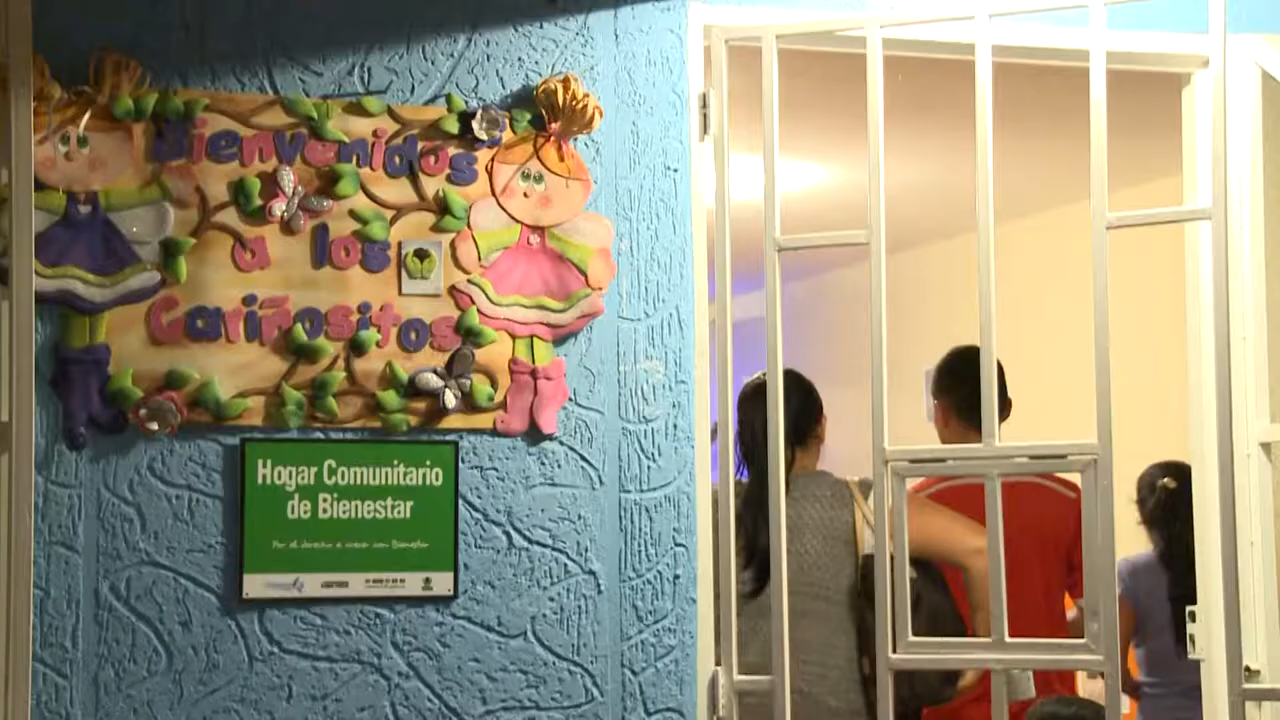 Bienvenidos
a los
Cariñositos
Hogar Comunitario
de Bienestar
Por el derecho a crecer con Bienestar